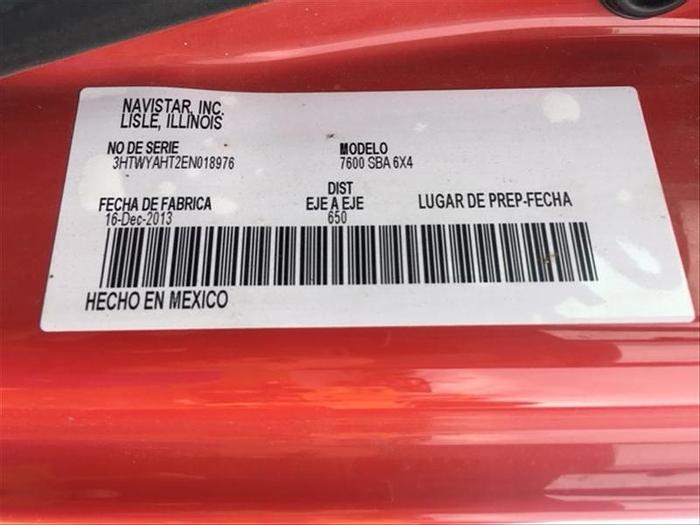 NAVISTAR, INC.
LISLE, ILLINOIS
NO DE SERIE
3HTWYAHT2EN018976
MODELO
7600 SBA 6X4
FECHA DE FABRICA
16-Dec-2013
DIST
EJE A EJE
650
LUGAR DE PREP-FECHA
HECHO EN MEXICO